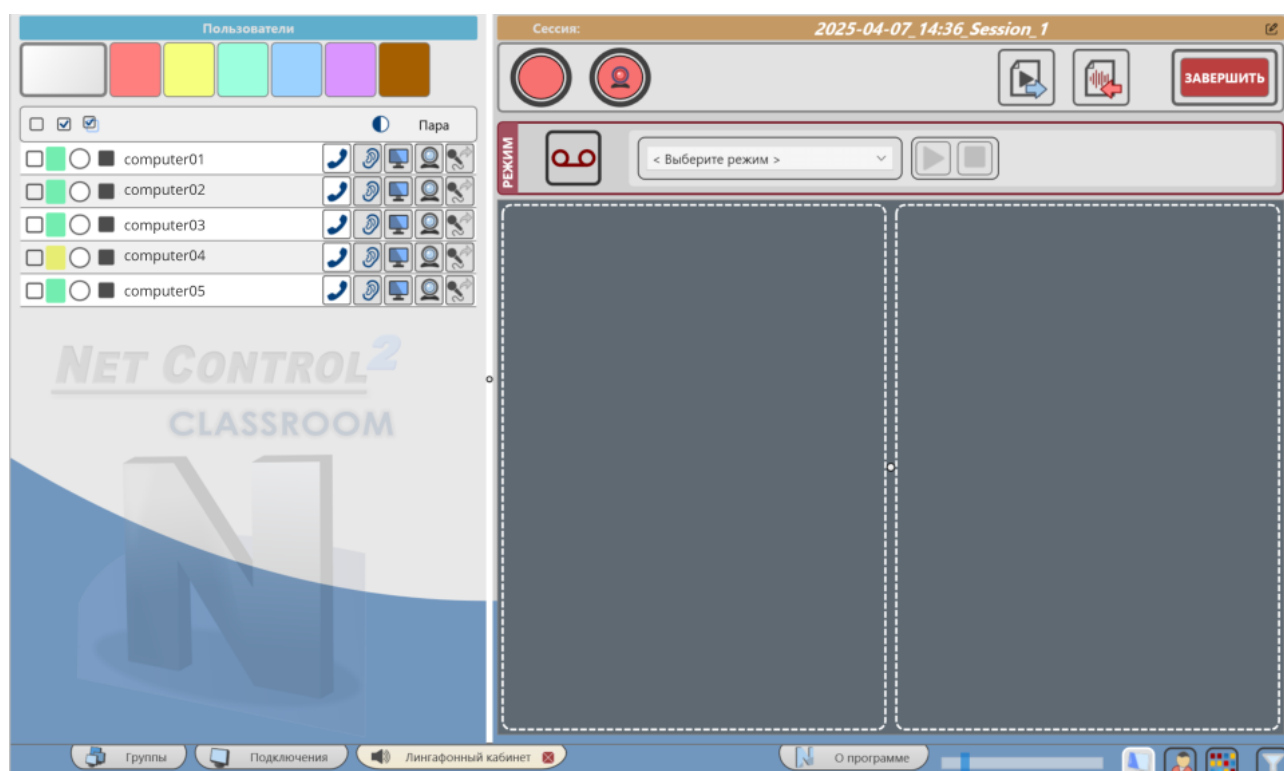 Пользователи
Сессия:
2025-04-07_14:36_Session_1
ЗАВЕРШИТЬ
Пара
РЕЖИМ
< Выберите режим >
computer01
computer02
computer03
computer04
computer05
NET CONTROL2
CLASSROOM
N
Группы
Подключения
Лингафонный кабинет
О программе